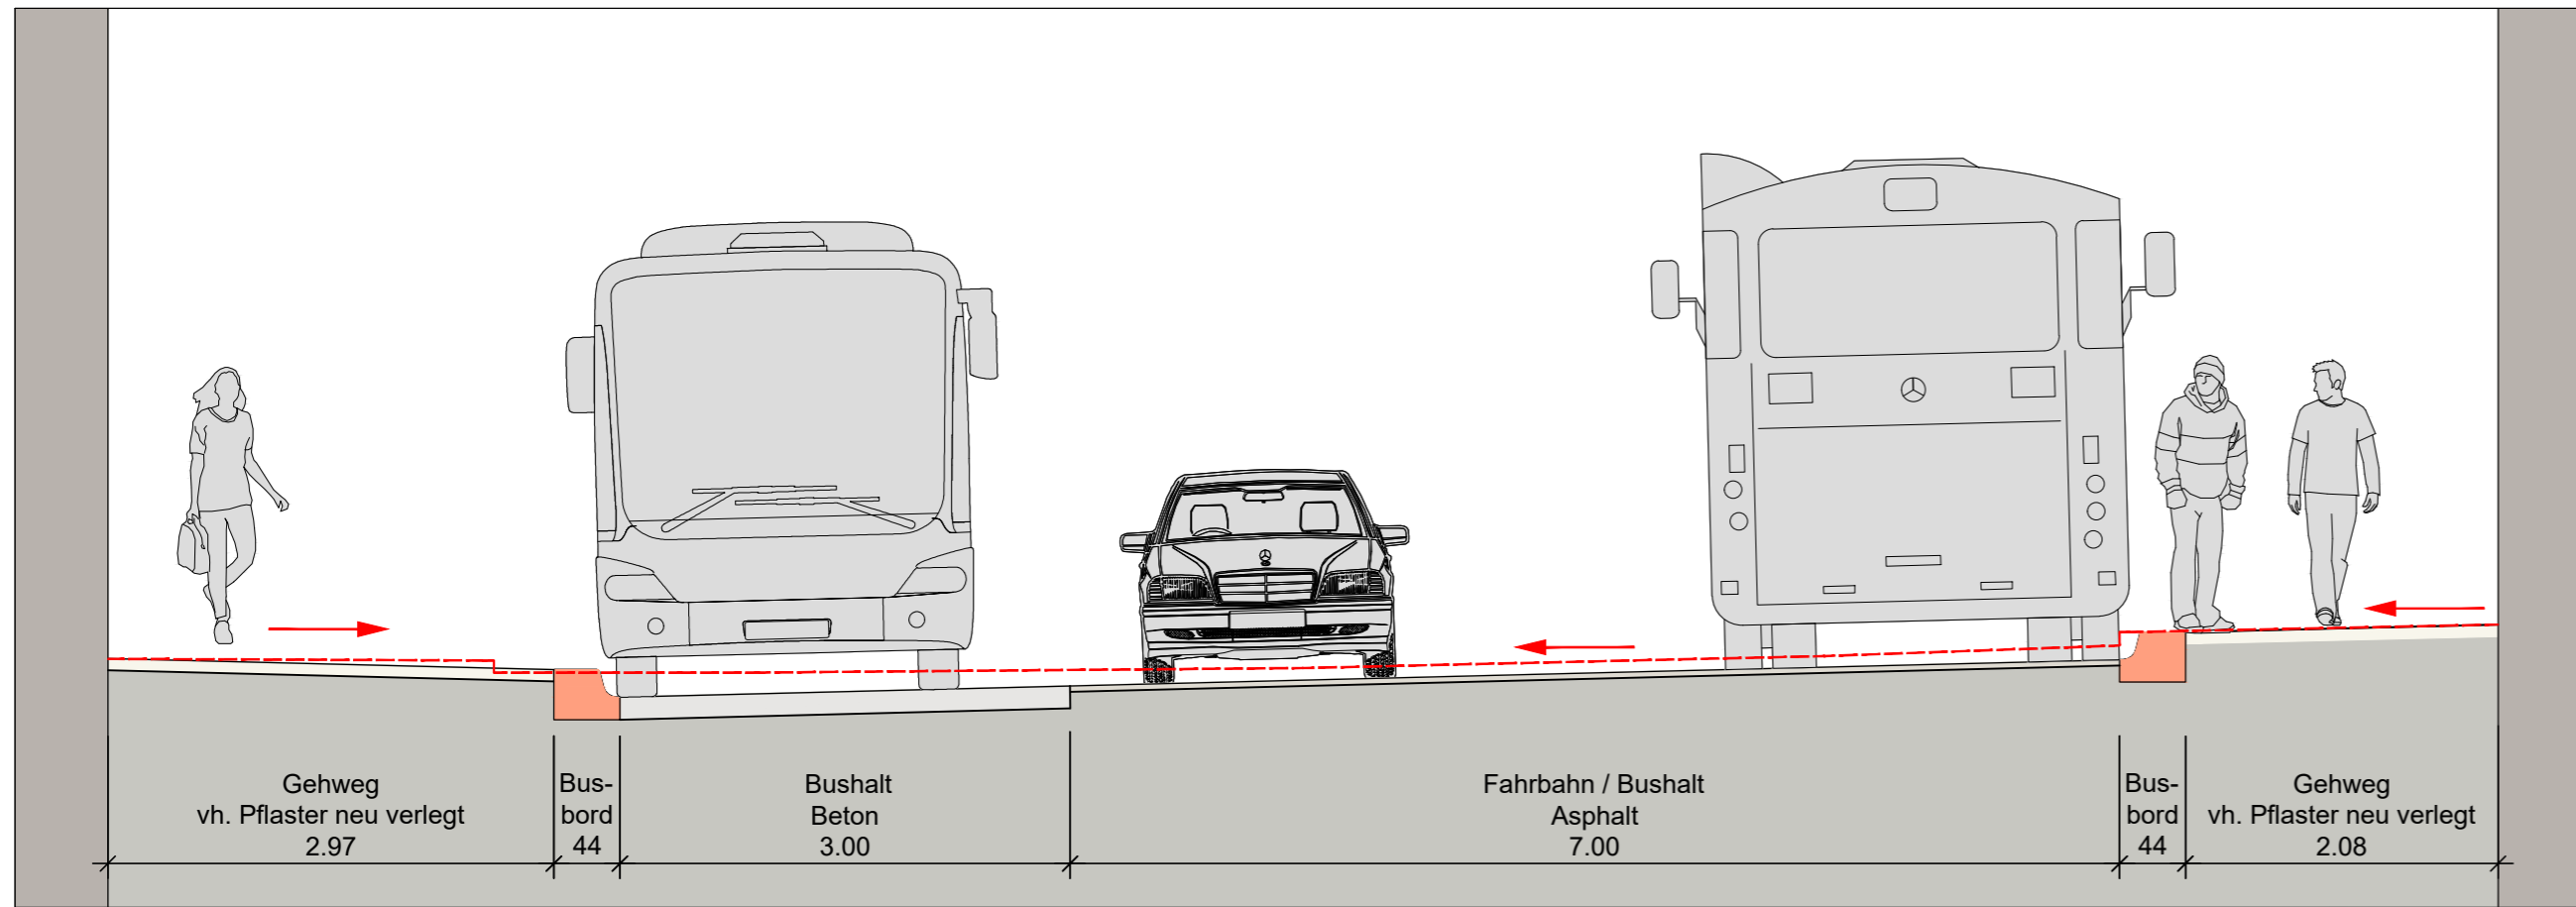 Gehweg
vh. Pflaster neu verlegt
2.97
Bus-
bord
44
Bushalt
Beton
3.00
Fahrbahn / Bushalt
Asphalt
7.00
Bus-
bord
44
Gehweg
vh. Pflaster neu verlegt
2.08